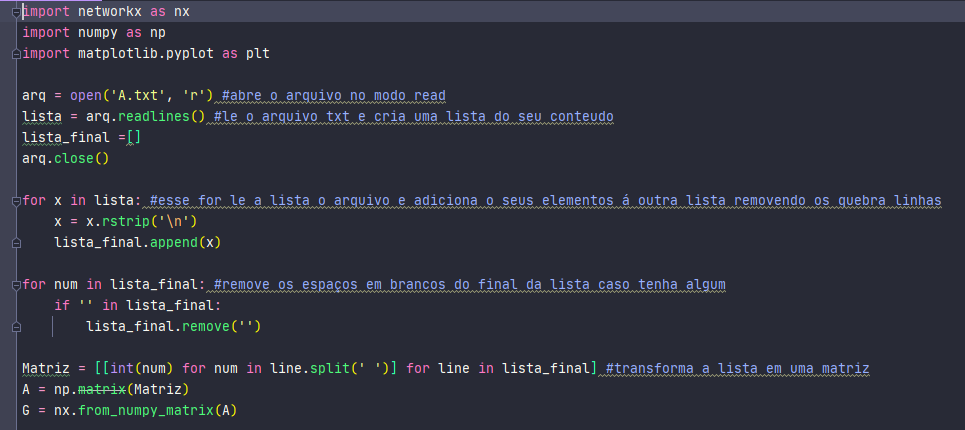 import networkx as nx
import numpy as np
import matplotlib.pyplot as plt
arq = open('A.txt', 'r') #abre o arquivo no modo read
lista = arq.readlines() #le o arquivo txt e cria uma lista do seu conteudo
lista_final =[]
arq.close()
for x in lista: #esse for le a lista o arquivo e adiciona o seus elementos á outra lista removendo os quebra linhas
    x = x.rstrip('\n')
    lista_final.append(x)
for num in lista_final: #remove os espaços em brancos do final da lista caso tenha algum
    if '' in lista_final:
        lista_final.remove('')
Matriz = [[int(num) for num in line.split(' ')] for line in lista_final] #transforma a lista em uma matriz
A = np.matrix(Matriz)
G = nx.from_numpy_matrix(A)